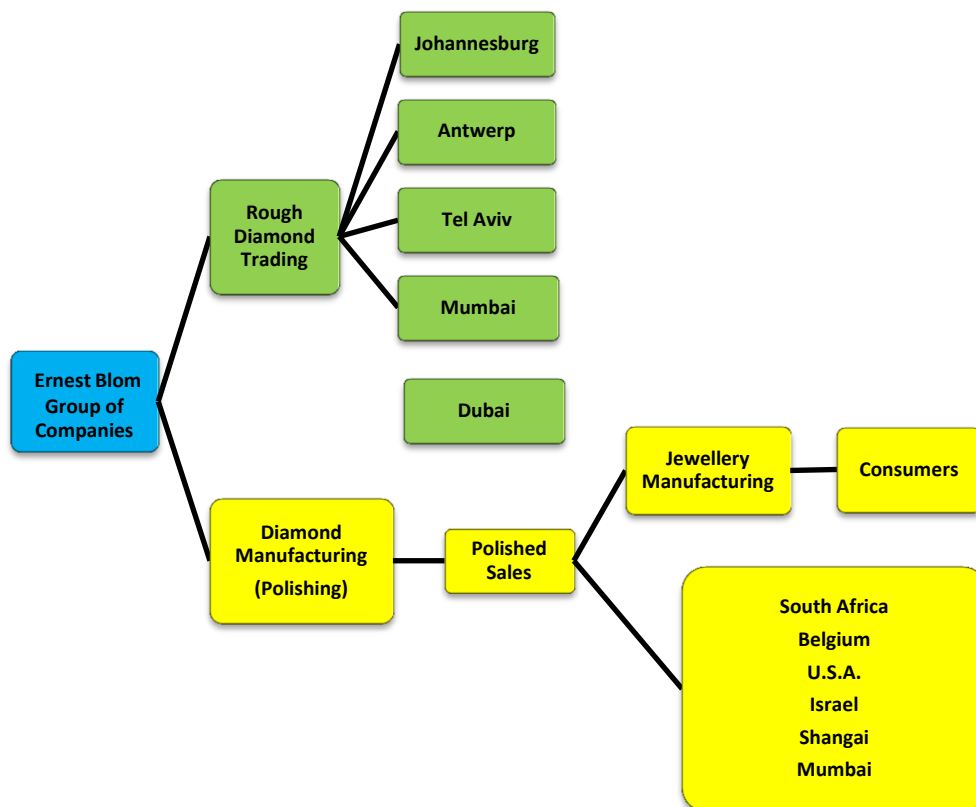 Johannesburg
Antwerp
Rough
Diamond
Trading
Tel Aviv
Mumbai
Ernest Blom
Group of
Companies
Dubai
Jewellery
Manufacturing
Consumers
Diamond
Manufacturing
(Polishing)
Polished
Sales
South Africa
Belgium
U.S.A.
Israel
Shangai
Mumbai